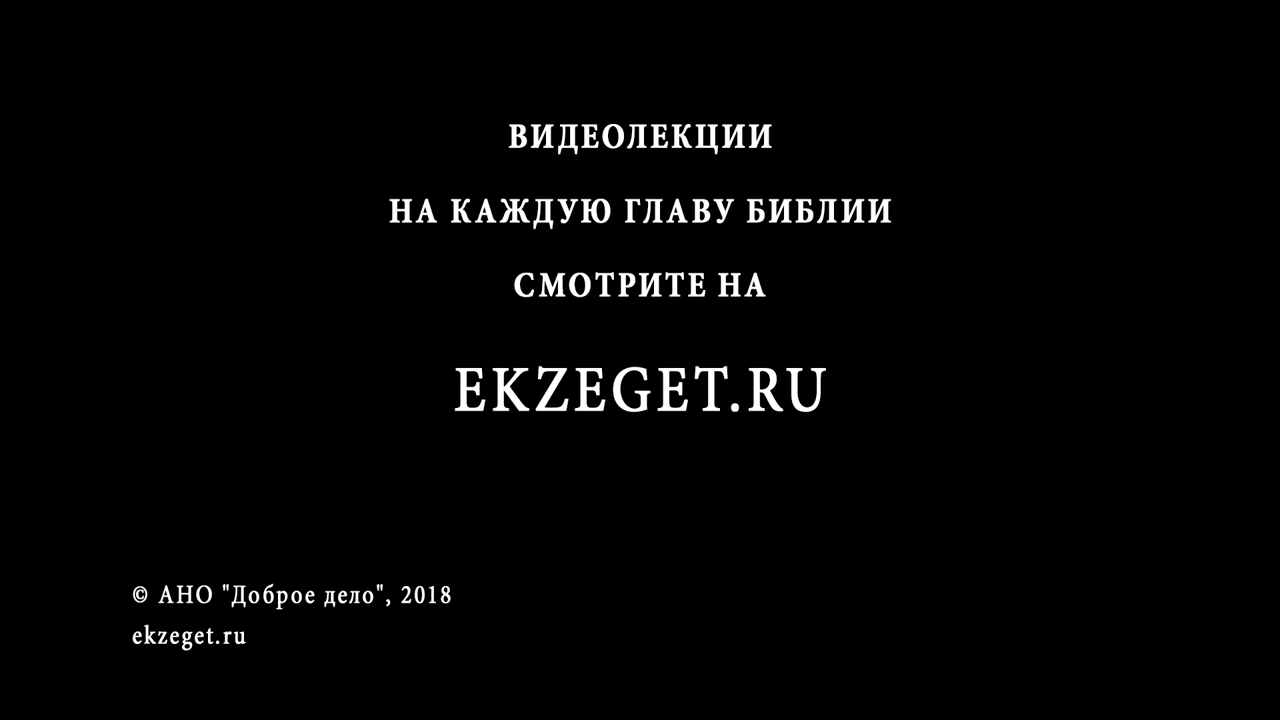 ВИДЕОЛЕКЦИИ
НА КАЖДУЮ ГЛАВУ БИБЛИИ
СМОТРИТЕ НА
EKZEGET.RU
© АНО "Доброе дело", 2018
ekzeget.ru